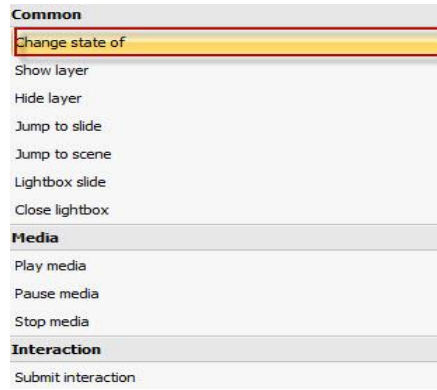 Common
Change state of
Show layer
Hide layer
Jump to slide
Jump to scene
Lightbox slide
Close lightbox
Media
Play media
Pause media
Stop media
Interaction
Submit interaction